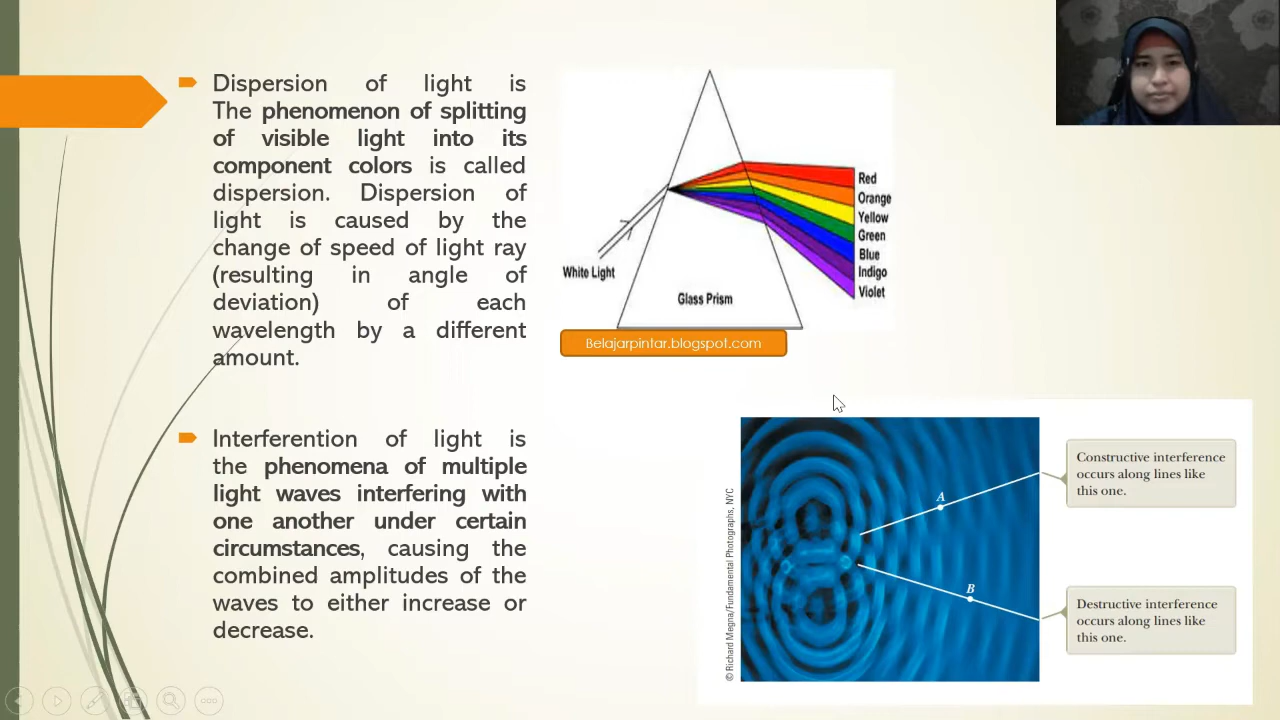 Dispersion of light is
The phenomenon of splitting
of visible light into its
component colors is called
dispersion. Dispersion of
light is caused by the
change of speed of light ray
(resulting in angle of
deviation) of each
wavelength by a different
amount.
Interferention of light is
the phenomena of multiple
light waves interfering with
one another under certain
circumstances, causing the
combined amplitudes of the
waves to either increase or
decrease.
Red
Orange
Yellow
Green
Blue
Indigo
Violet
White Light
Glass Prism
Belajarpintar.blogspot.com
© Richard Megna/Fundamental Photographs, NYC
A
B
Constructive interference
occurs along lines like
this one.
Destructive interference
occurs along lines like
this one.